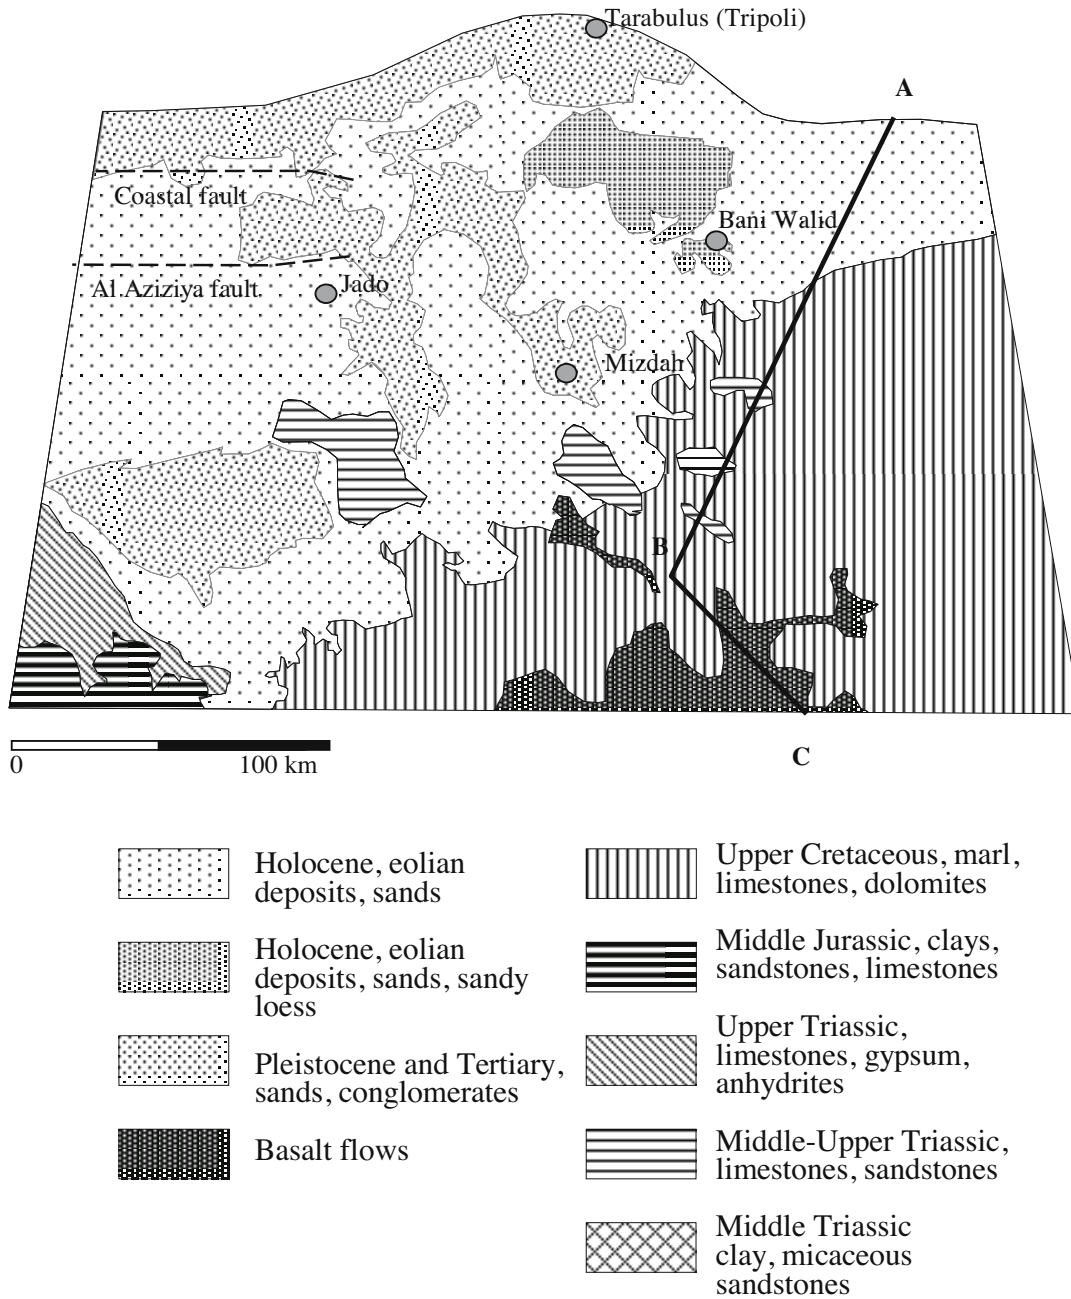 Tarabulus (Tripoli)
A
Coastal fault
Bani Walid
Al Aziziya fault
Jado
Mizdah
B
C
0
100 km
Holocene, eolian
deposits, sands
Holocene, eolian
deposits, sands, sandy
loess
Pleistocene and Tertiary,
sands, conglomerates
Basalt flows
Upper Cretaceous, marl,
limestones, dolomites
Middle Jurassic, clays,
sandstones, limestones
Upper Triassic,
limestones, gypsum,
anhydrites
Middle-Upper Triassic,
limestones, sandstones
Middle Triassic
clay, micaceous
sandstones